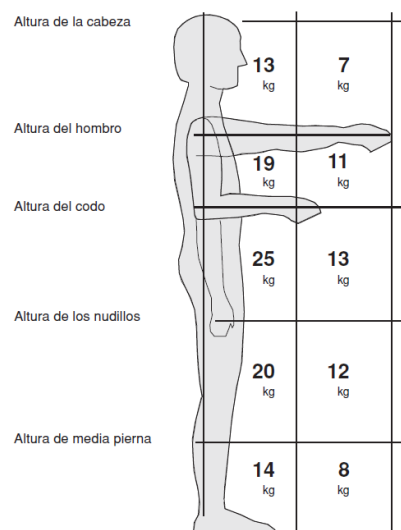 Altura de la cabeza
13 7
kg kg
Altura del hombro
19 11
kg kg
Altura del codo
25 13
kg kg
Altura de los nudillos
20 12
kg kg
Altura de media pierna
14 8
kg kg